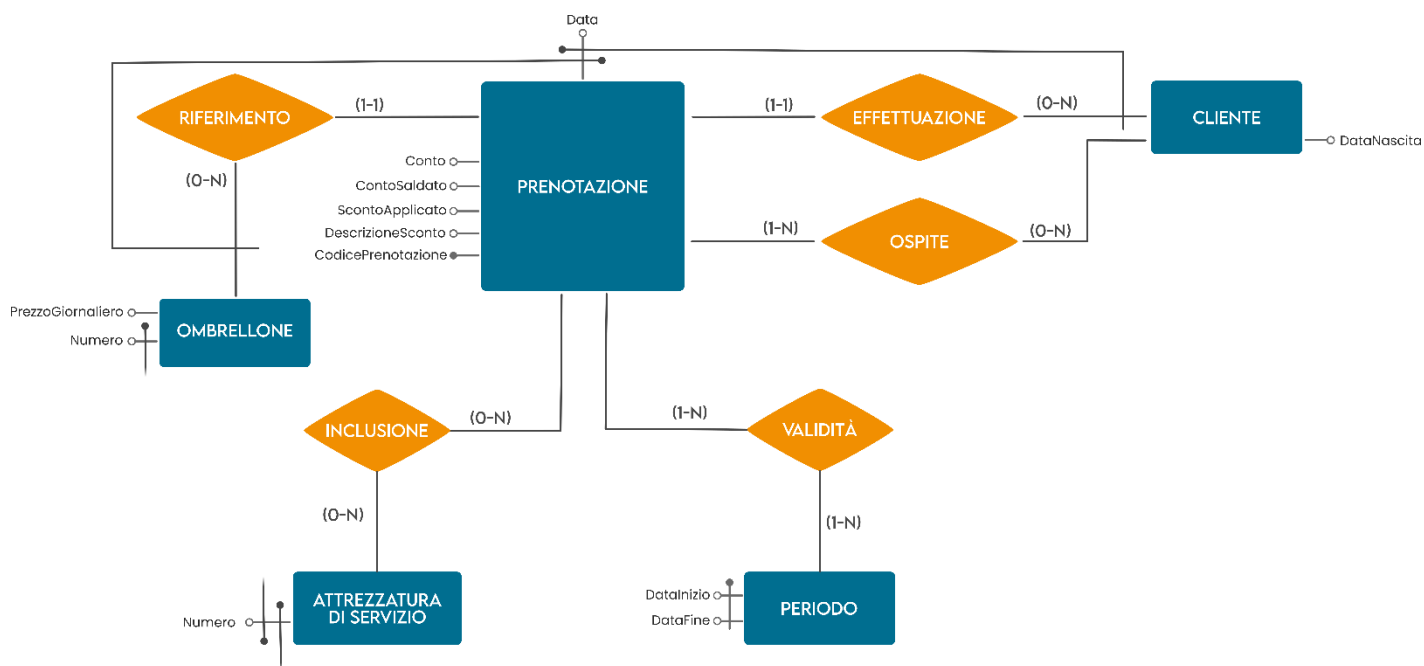 Data
RIFERIMENTO
(1-1)
(1-1)
EFFETTUAZIONE
(0-N)
CLIENTE
DataNascita
(0-N)
Conto
ContoSaldato
ScontoApplicato
DescrizioneSconto
CodicePrenotazione
PRENOTAZIONE
(1-N)
OSPITE
(0-N)
PrezzoGiornaliero
Numero
OMBRELLONE
INCLUSIONE
(0-N)
(1-N)
VALIDITÀ
(0-N)
(1-N)
Numero
ATTREZZATURA
DI SERVIZIO
DataInizio
DataFine
PERIODO